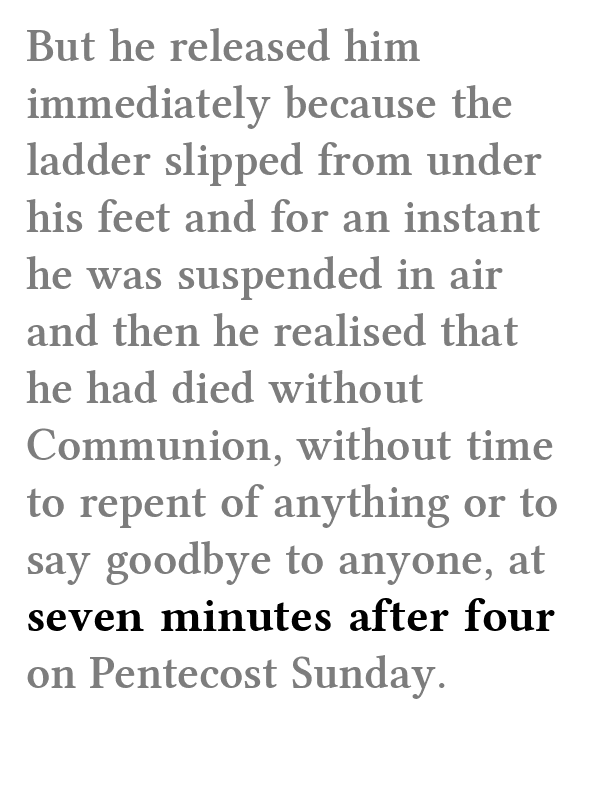 But he released him
immediately because the
ladder slipped from under
his feet and for an instant
he was suspended in air
and then he realised that
he had died without
Communion, without time
to repent of anything or to
say goodbye to anyone, at
seven minutes after four
on Pentecost Sunday.